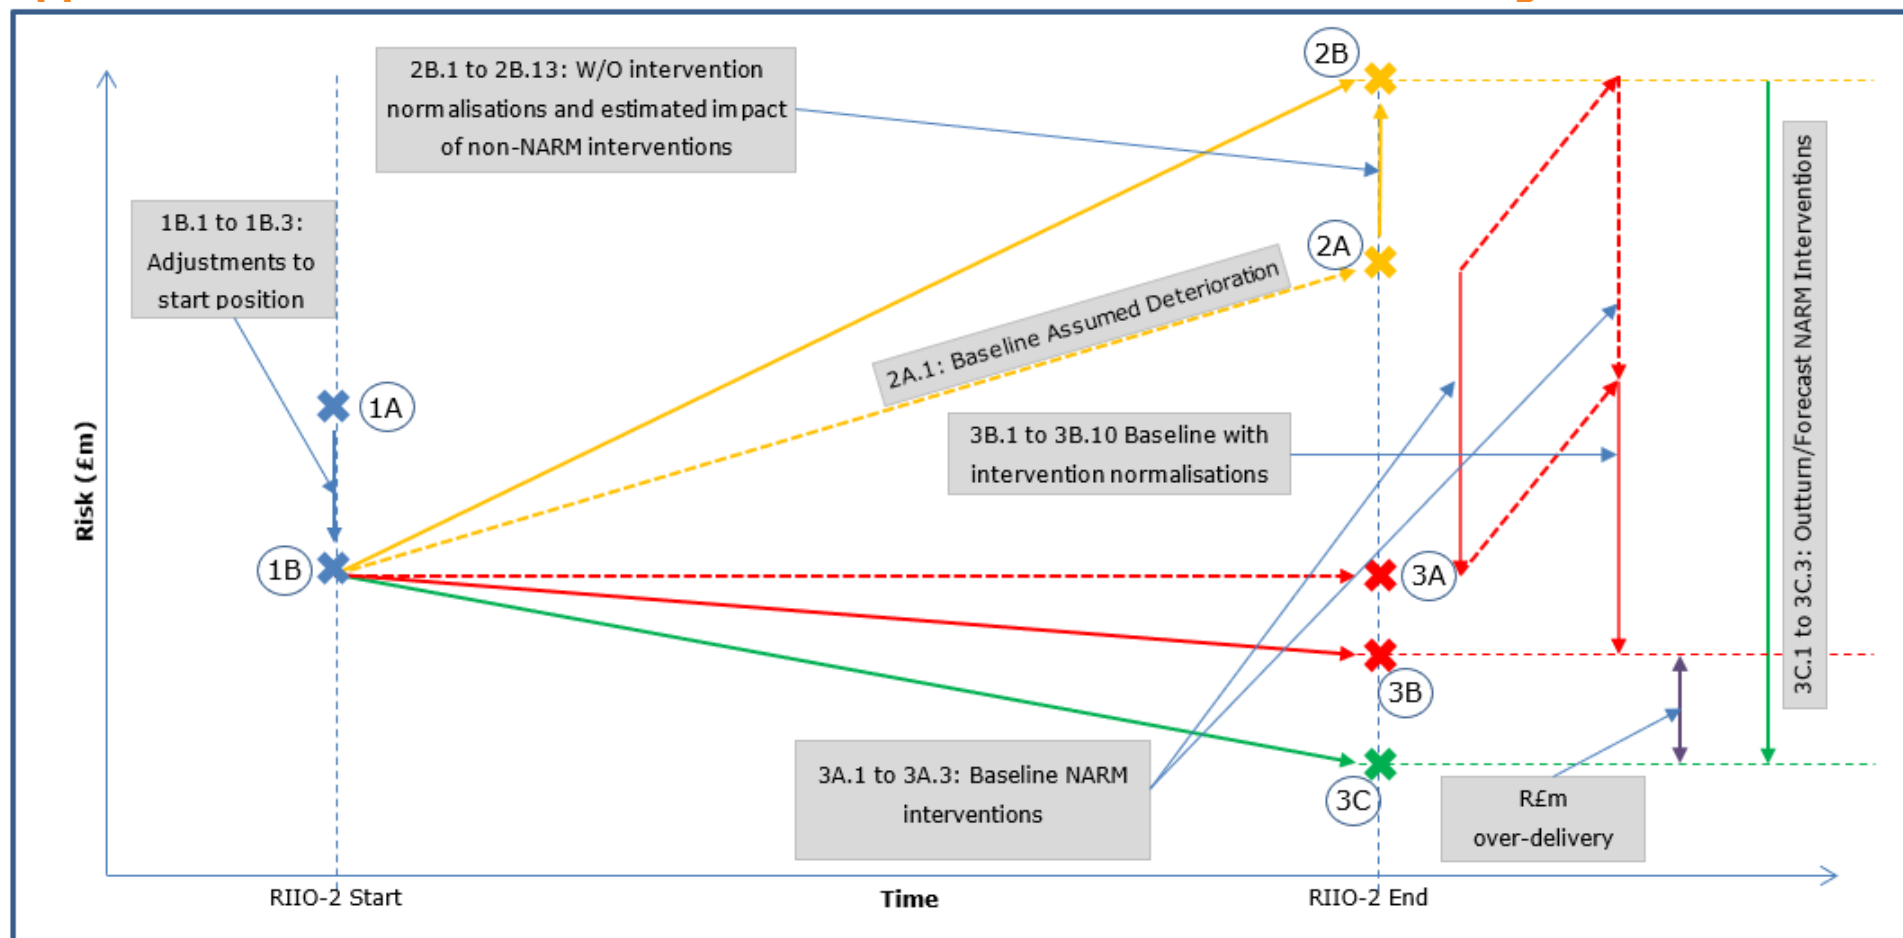 2B
2B.1 to 2B.13: W/O intervention
normalisations and estimated impact
of non-NARM interventions
1B.1 to 1B.3:
Adjustments to
start position
2A
2A.1: Baseline Assumed Deterioration
3C.1 to 3C.3: Outturn/Forecast NARM Interventions
1A
3B.1 to 3B.10 Baseline with
intervention normalisations
Risk (£m)
1B
3A
3B
3A.1 to 3A.3: Baseline NARM
interventions
3C
R£m
over-delivery
RIIO-2 Start
Time
RIIO-2 End